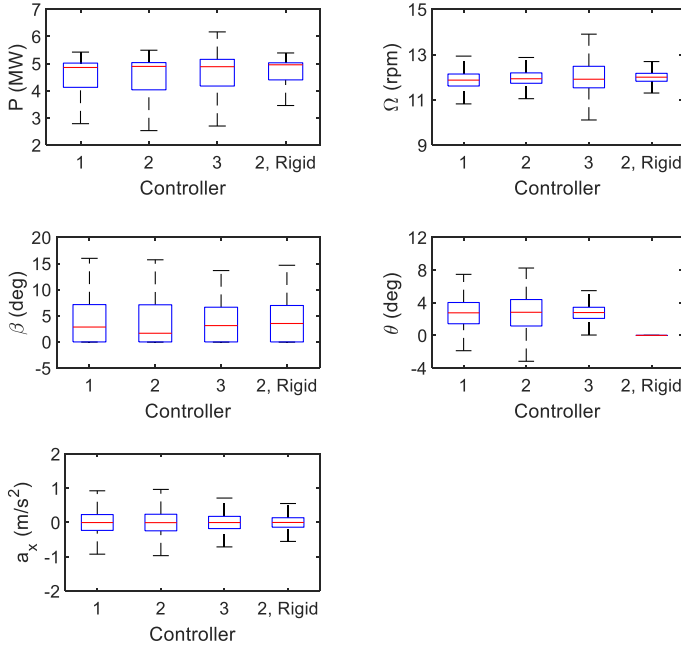 7
6
5
4
3
2
P (MW)
1 2 3 2, Rigid
Controller
15
13
11
9
Ω (rpm)
1 2 3 2, Rigid
Controller
20
15
10
5
0
-5
β (deg)
1 2 3 2, Rigid
Controller
12
8
4
0
-4
θ (deg)
1 2 3 2, Rigid
Controller
2
1
0
-1
-2
a_x (m/s²)
1 2 3 2, Rigid
Controller